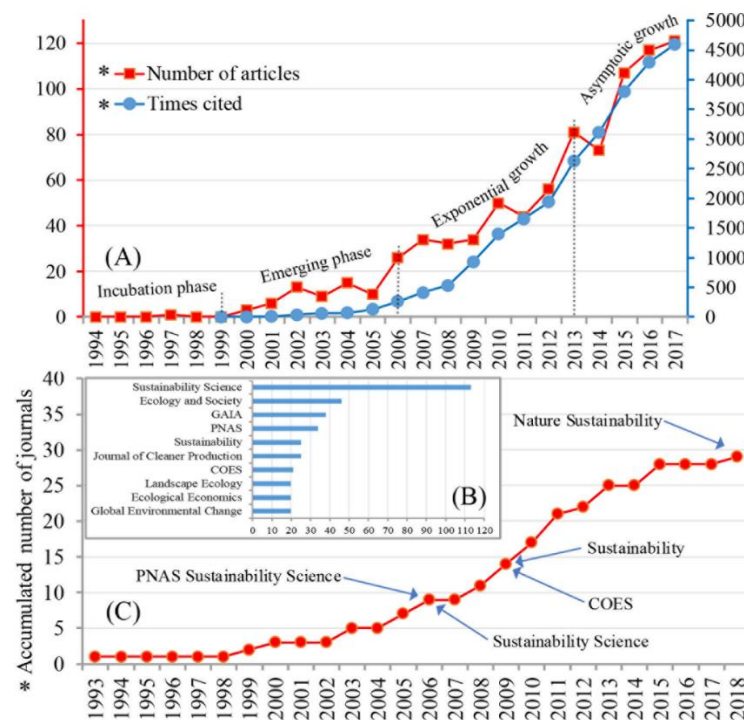 120
100
80
60
40
20
0
5000
4500
4000
3500
3000
2500
2000
1500
1000
500
0
* Number of articles
* Times cited
(A)
Incubation phase
Emerging phase
Exponential growth
Asymptotic growth
1994 1995 1996 1997 1998 1999 2000 2001 2002 2003 2004 2005 2006 2007 2008 2009 2010 2011 2012 2013 2014 2015 2016 2017
* Accumulated number of journals
40
35
30
25
20
15
10
5
0
Sustainability Science
Ecology and Society
GAIA
PNAS
Sustainability
Journal of Cleaner Production
COES
Landscape Ecology
Ecological Economics
Global Environmental Change
0 10 20 30 40 50 60 70 80 90 100 110 120
(B)
Nature Sustainability
Sustainability
COES
PNAS Sustainability Science
Sustainability Science
(C)
1993 1994 1995 1996 1997 1998 1999 2000 2001 2002 2003 2004 2005 2006 2007 2008 2009 2010 2011 2012 2013 2014 2015 2016 2017 2018